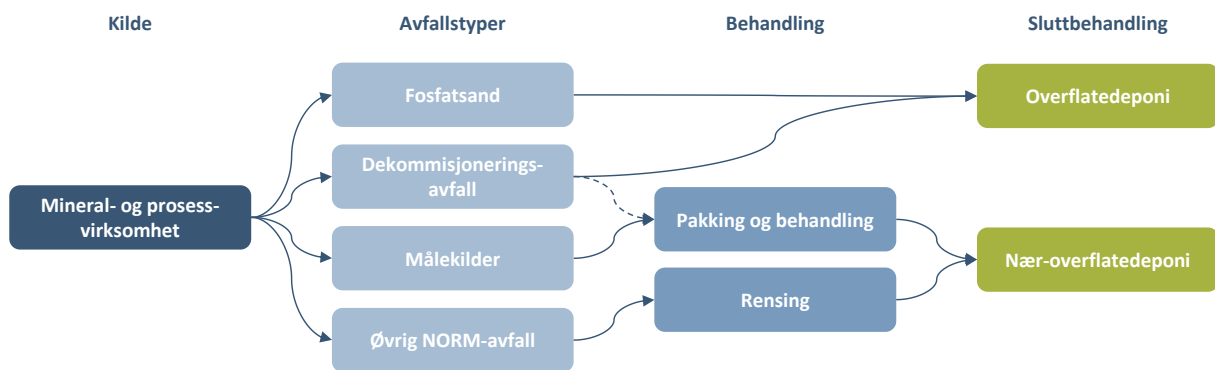 Kilde
Avfallstyper
Behandling
Sluttbehandling
Fosfatsand
Overflatedeponi
Dekommisjonerings-
avfall
Mineral- og prosess-
virksomhet
Pakking og behandling
Målekilder
Nær-overflatedeponi
Rensing
Øvrig NORM-avfall